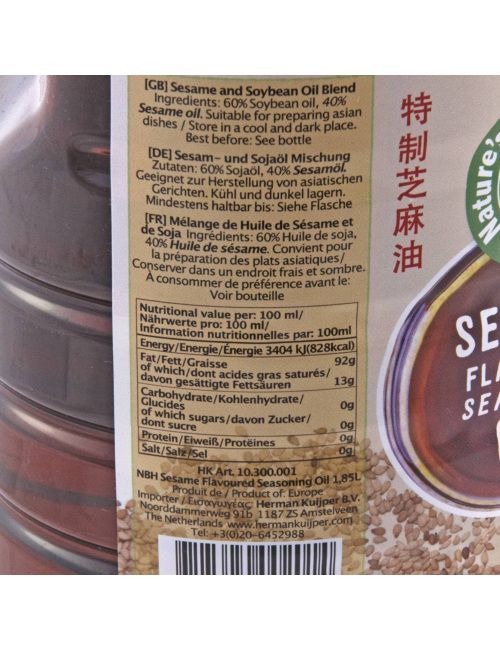 [GB] Sesame and Soybean Oil Blend
Ingredients: 60% Soybean oil, 40%
Sesame oil. Suitable for preparing asian
dishes / Store in a cool and dark place.
Best before: See bottle
[DE] Sesam- und Sojaöl Mischung
Zutaten: 60% Sojaöl, 40% Sesamöl.
Geeignet zur Herstellung von asiatischen
Gerichten. Kühl und dunkel lagern.
Mindestens haltbar bis: Siehe Flasche
[FR] Mélange de Huile de Sésame et
de Soja Ingrédients: 60% Huile de soja,
40% Huile de sésame. Convient pour
la préparation des plats asiatiques/
Conserver dans un endroit frais et sombre.
À consommer de préférence avant le:
Voir bouteille
Nutritional value per: 100 ml/
Nährwerte pro: 100 ml/
Information nutritionnelles par: 100ml
Energy/Energie/Énergie 3404 kJ(828kcal)
Fat/Fett/Graisse 92g
of which/dont acides gras saturés/
davon gesättigte Fettsäuren 13g
Carbohydrate/Kohlenhydrate/
Glucides 0g
of which sugars/davon Zucker/
dont sucre 0g
Protein/Eiweiß/Protéines 0g
Salt/Salz/Sel 0g
HK Art. 10.300.001
NBH Sesame Flavoured Seasoning Oil 1,85L
Produit de / Product of: Europe
Importer / Εισαγωγέας: Herman Kuijper B.V.
Noorddammerweg 91b 1187 ZS Amstelveen
The Netherlands www.hermankuijper.com
Tel: +3(0)20-6452988
特制芝麻油
Nature's
SE
FLA
SEA